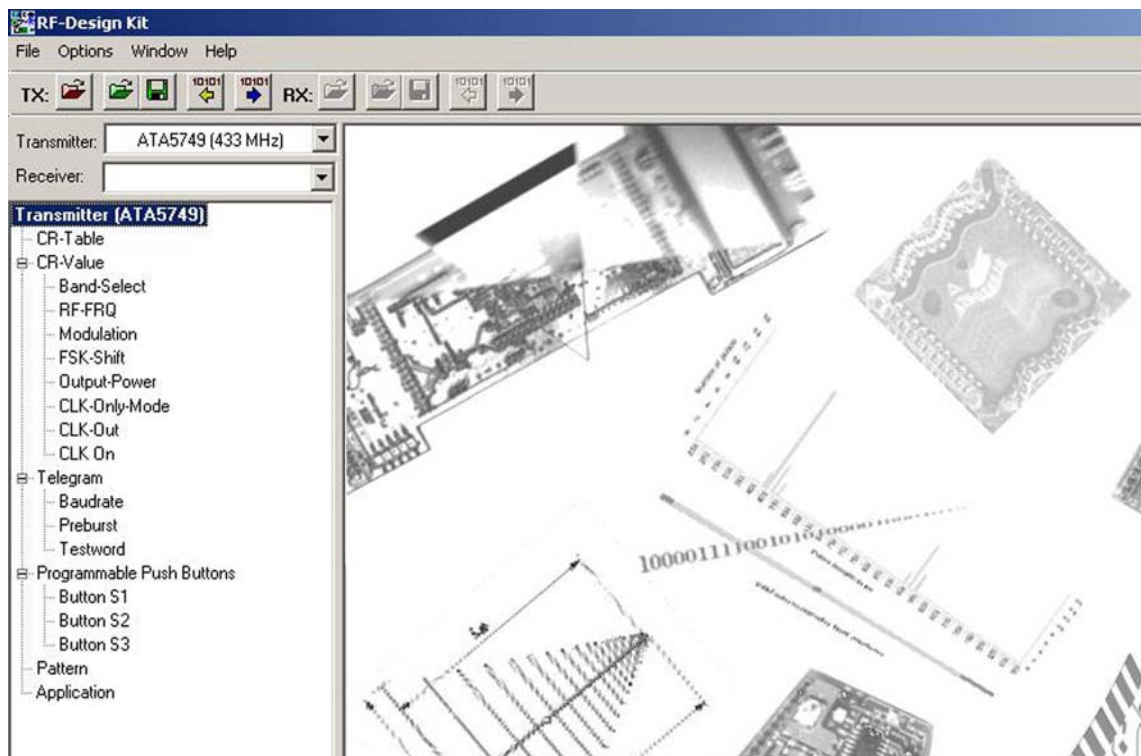 RF-Design Kit
File Options Window Help
TX: 10101 10101 RX: 10101 10101
Transmitter: ATA5749 (433 MHz)
Receiver:
Transmitter (ATA5749)
CR-Table
CR-Value
Band-Select
RF-FRQ
Modulation
FSK-Shift
Output-Power
CLK-Only-Mode
CLK-Out
CLK On
Telegram
Baudrate
Preburst
Testword
Programmable Push Buttons
Button S1
Button S2
Button S3
Pattern
Application